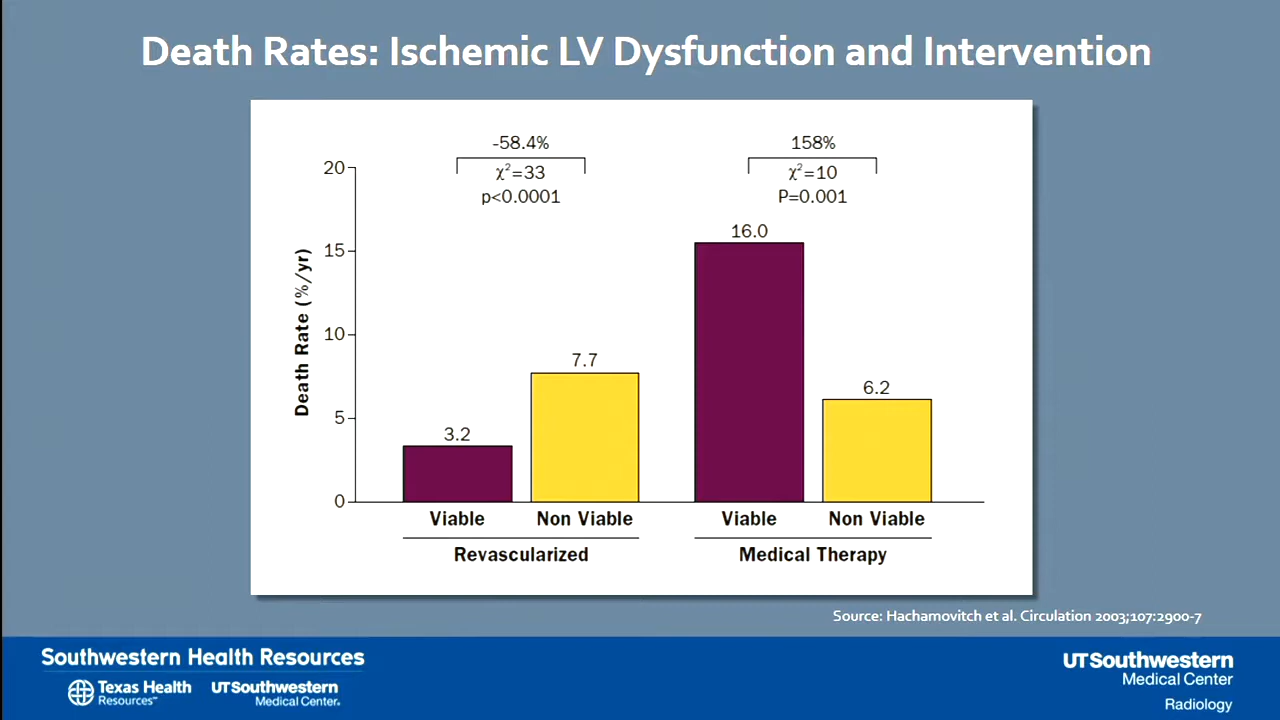 Death Rates: Ischemic LV Dysfunction and Intervention
-58.4%
χ²=33
p<0.0001
158%
χ²=10
P=0.001
Death Rate (%/yr)
20
15
10
5
0
3.2
7.7
16.0
6.2
Viable
Non Viable
Viable
Non Viable
Revascularized
Medical Therapy
Source: Hachamovitch et al. Circulation 2003;107:2900-7
Southwestern Health Resources
Texas Health
Resources℠
UTSouthwestern
Medical Center.
UTSouthwestern
Medical Center
Radiology